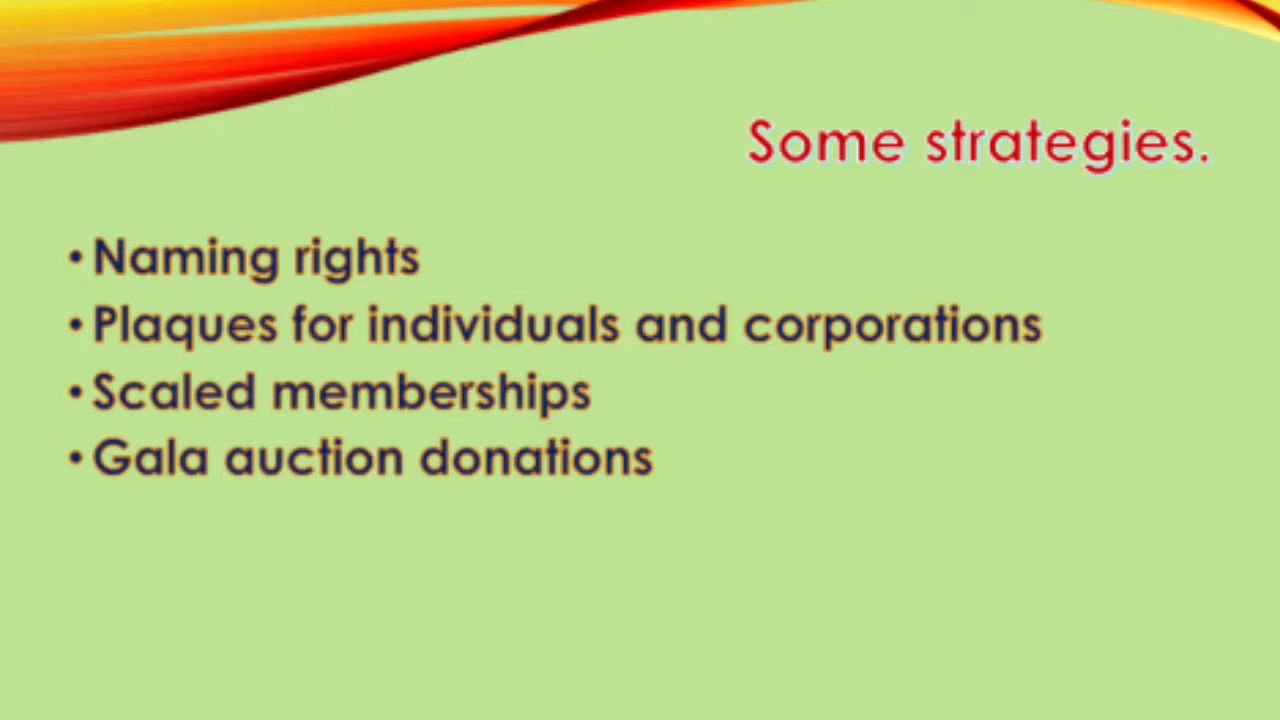 Some strategies.
• Naming rights
• Plaques for individuals and corporations
• Scaled memberships
• Gala auction donations